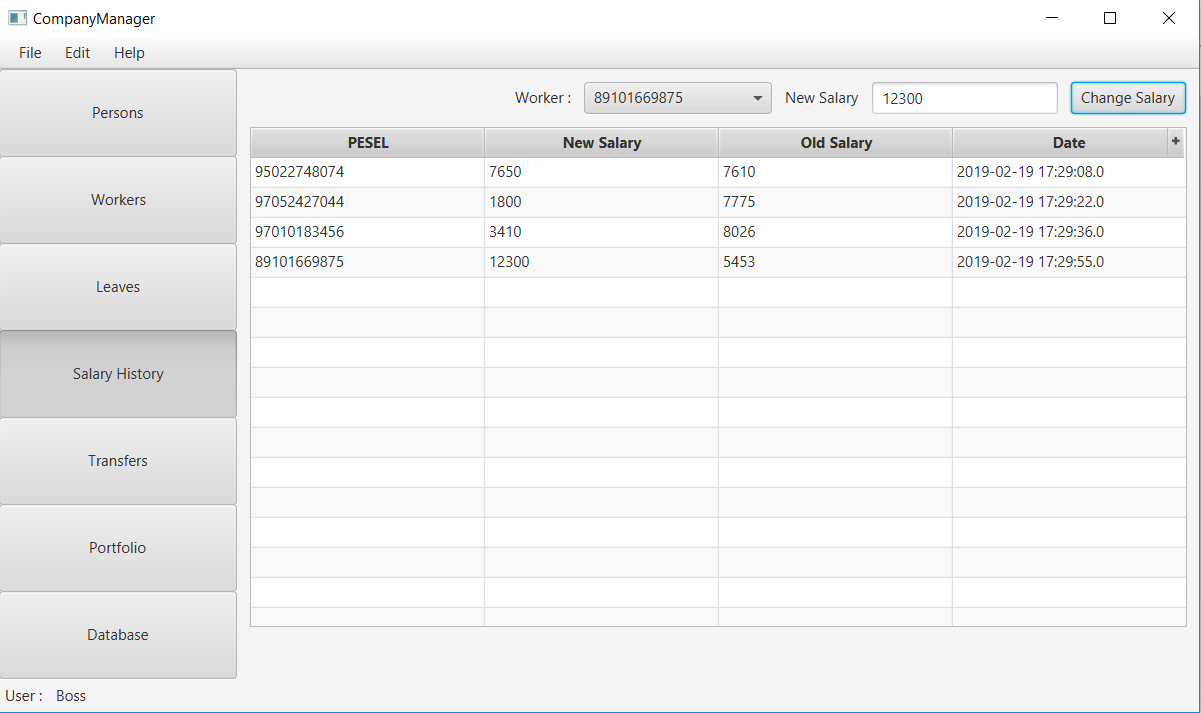 CompanyManager
File Edit Help
Persons
Workers
Leaves
Salary History
Transfers
Portfolio
Database
Worker : 89101669875 New Salary 12300 Change Salary
PESEL New Salary Old Salary Date +
95022748074 7650 7610 2019-02-19 17:29:08.0
97052427044 1800 7775 2019-02-19 17:29:22.0
97010183456 3410 8026 2019-02-19 17:29:36.0
89101669875 12300 5453 2019-02-19 17:29:55.0
User : Boss